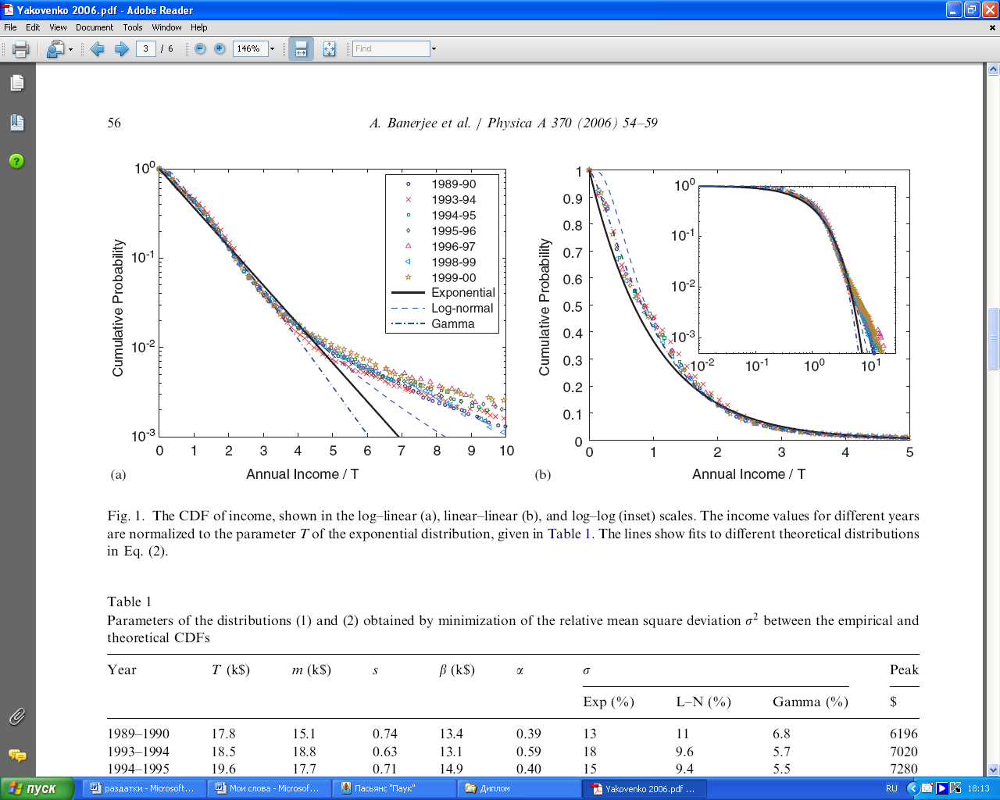 Yakovenko 2006.pdf - Adobe Reader
File Edit View Document Tools Window Help
3 / 6 146% Find
56 A. Banerjee et al. / Physica A 370 (2006) 54–59
10^0
10^-1
10^-2
10^-3
Cumulative Probability
0 1 2 3 4 5 6 7 8 9 10
(a) Annual Income / T
1989-90
1993-94
1994-95
1995-96
1996-97
1998-99
1999-00
Exponential
Log-normal
Gamma
1
0.9
0.8
0.7
0.6
0.5
0.4
0.3
0.2
0.1
0
Cumulative Probability
0 1 2 3 4 5
(b) Annual Income / T
10^0
10^-1
10^-2
10^-3
10^-2 10^-1 10^0 10^1
Fig. 1. The CDF of income, shown in the log–linear (a), linear–linear (b), and log–log (inset) scales. The income values for different years
are normalized to the parameter T of the exponential distribution, given in Table 1. The lines show fits to different theoretical distributions
in Eq. (2).
Table 1
Parameters of the distributions (1) and (2) obtained by minimization of the relative mean square deviation σ² between the empirical and
theoretical CDFs
Year T (k$) m (k$) s β (k$) α σ Peak
Exp (%) L–N (%) Gamma (%) $
1989–1990 17.8 15.1 0.74 13.4 0.39 13 11 6.8 6196
1993–1994 18.5 18.8 0.63 13.1 0.59 18 9.6 5.7 7020
1994–1995 19.6 17.7 0.71 14.9 0.40 15 9.4 5.5 7280
пуск раздатки - Microsoft... Мои слова - Microsof... Пасьянс "Паук" Диплом Yakovenko 2006.pdf ... RU 18:13